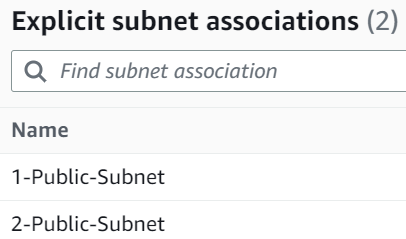 Explicit subnet associations (2)
Find subnet association
Name
1-Public-Subnet
2-Public-Subnet